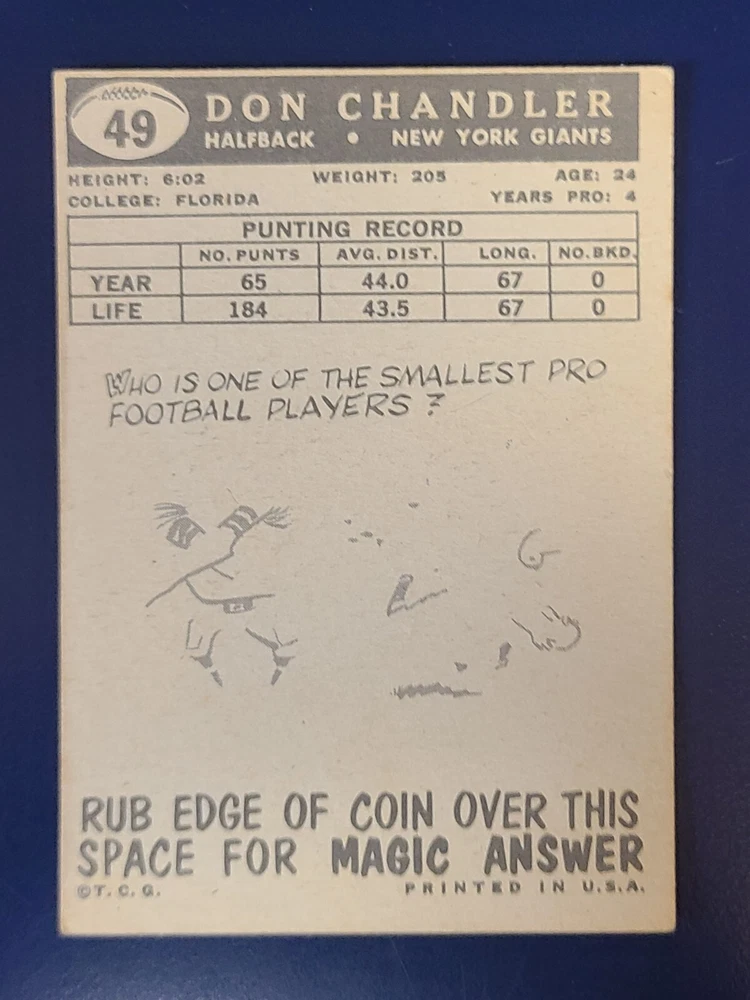 49
DON CHANDLER
HALFBACK • NEW YORK GIANTS
HEIGHT: 6:02 WEIGHT: 205 AGE: 24
COLLEGE: FLORIDA YEARS PRO: 4
PUNTING RECORD
NO. PUNTS AVG. DIST. LONG. NO. BKD.
YEAR 65 44.0 67 0
LIFE 184 43.5 67 0
WHO IS ONE OF THE SMALLEST PRO
FOOTBALL PLAYERS ?
RUB EDGE OF COIN OVER THIS
SPACE FOR MAGIC ANSWER
©T. C. G. PRINTED IN U.S.A.